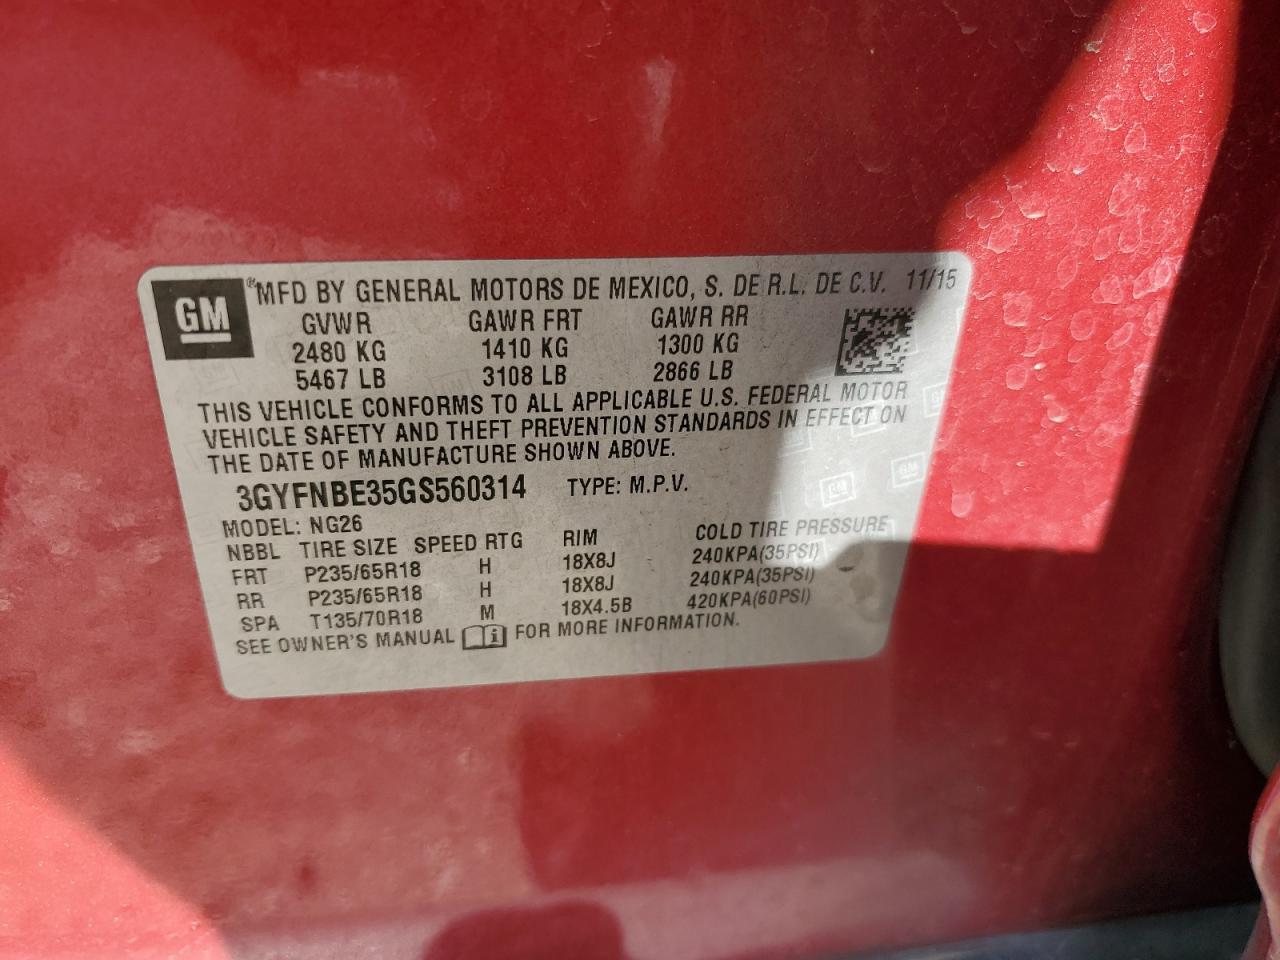 GM
® MFD BY GENERAL MOTORS DE MEXICO, S. DE R.L. DE C.V. 11/15
GVWR GAWR FRT GAWR RR
2480 KG 1410 KG 1300 KG
5467 LB 3108 LB 2866 LB
THIS VEHICLE CONFORMS TO ALL APPLICABLE U.S. FEDERAL MOTOR
VEHICLE SAFETY AND THEFT PREVENTION STANDARDS IN EFFECT ON
THE DATE OF MANUFACTURE SHOWN ABOVE.
3GYFNBE35GS560314 TYPE: M.P.V.
MODEL: NG26
NBBL TIRE SIZE SPEED RTG RIM COLD TIRE PRESSURE
FRT P235/65R18 H 18X8J 240KPA(35PSI)
RR P235/65R18 H 18X8J 240KPA(35PSI)
SPA T135/70R18 M 18X4.5B 420KPA(60PSI)
SEE OWNER'S MANUAL i FOR MORE INFORMATION.